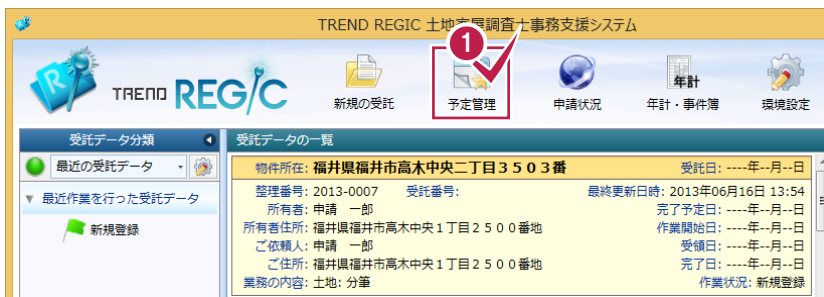 TREND REGIC 土地家屋調査士事務支援システム
1
TREND REGIC
新規の受託
予定管理
申請状況
年計
年計・事件簿
環境設定
受託データ分類
受託データの一覧
最近の受託データ
最近作業を行った受託データ
新規登録
物件所在: 福井県福井市高木中央二丁目3503番 受託日: ----年--月--日
整理番号: 2013-0007 受託番号: 最終更新日時: 2013年06月16日 13:54
所有者: 申請 一郎 完了予定日: ----年--月--日
所有者住所: 福井県福井市高木中央1丁目2500番地 作業開始日: ----年--月--日
ご依頼人: 申請 一郎 受領日: ----年--月--日
ご住所: 福井県福井市高木中央1丁目2500番地 完了日: ----年--月--日
業務の内容: 土地: 分筆 作業状況: 新規登録